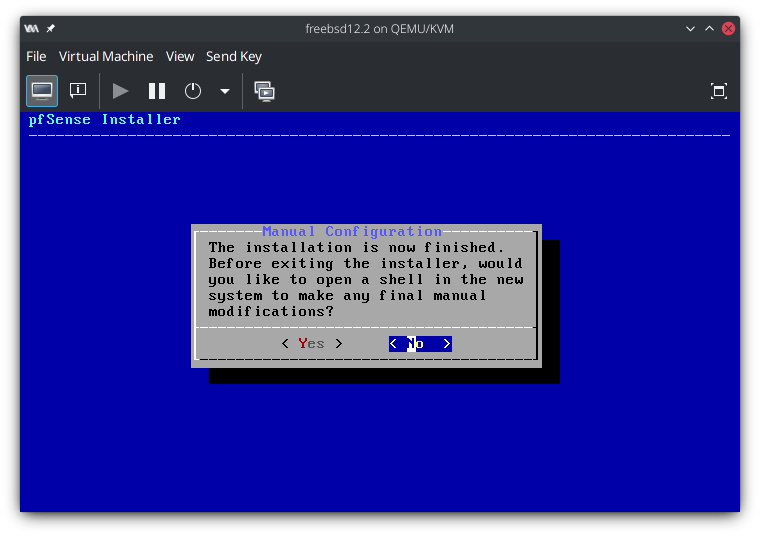 freebsd12.2 on QEMU/KVM
File Virtual Machine View Send Key
pfSense Installer
Manual Configuration
The installation is now finished.
Before exiting the installer, would
you like to open a shell in the new
system to make any final manual
modifications?
< Yes > < No >